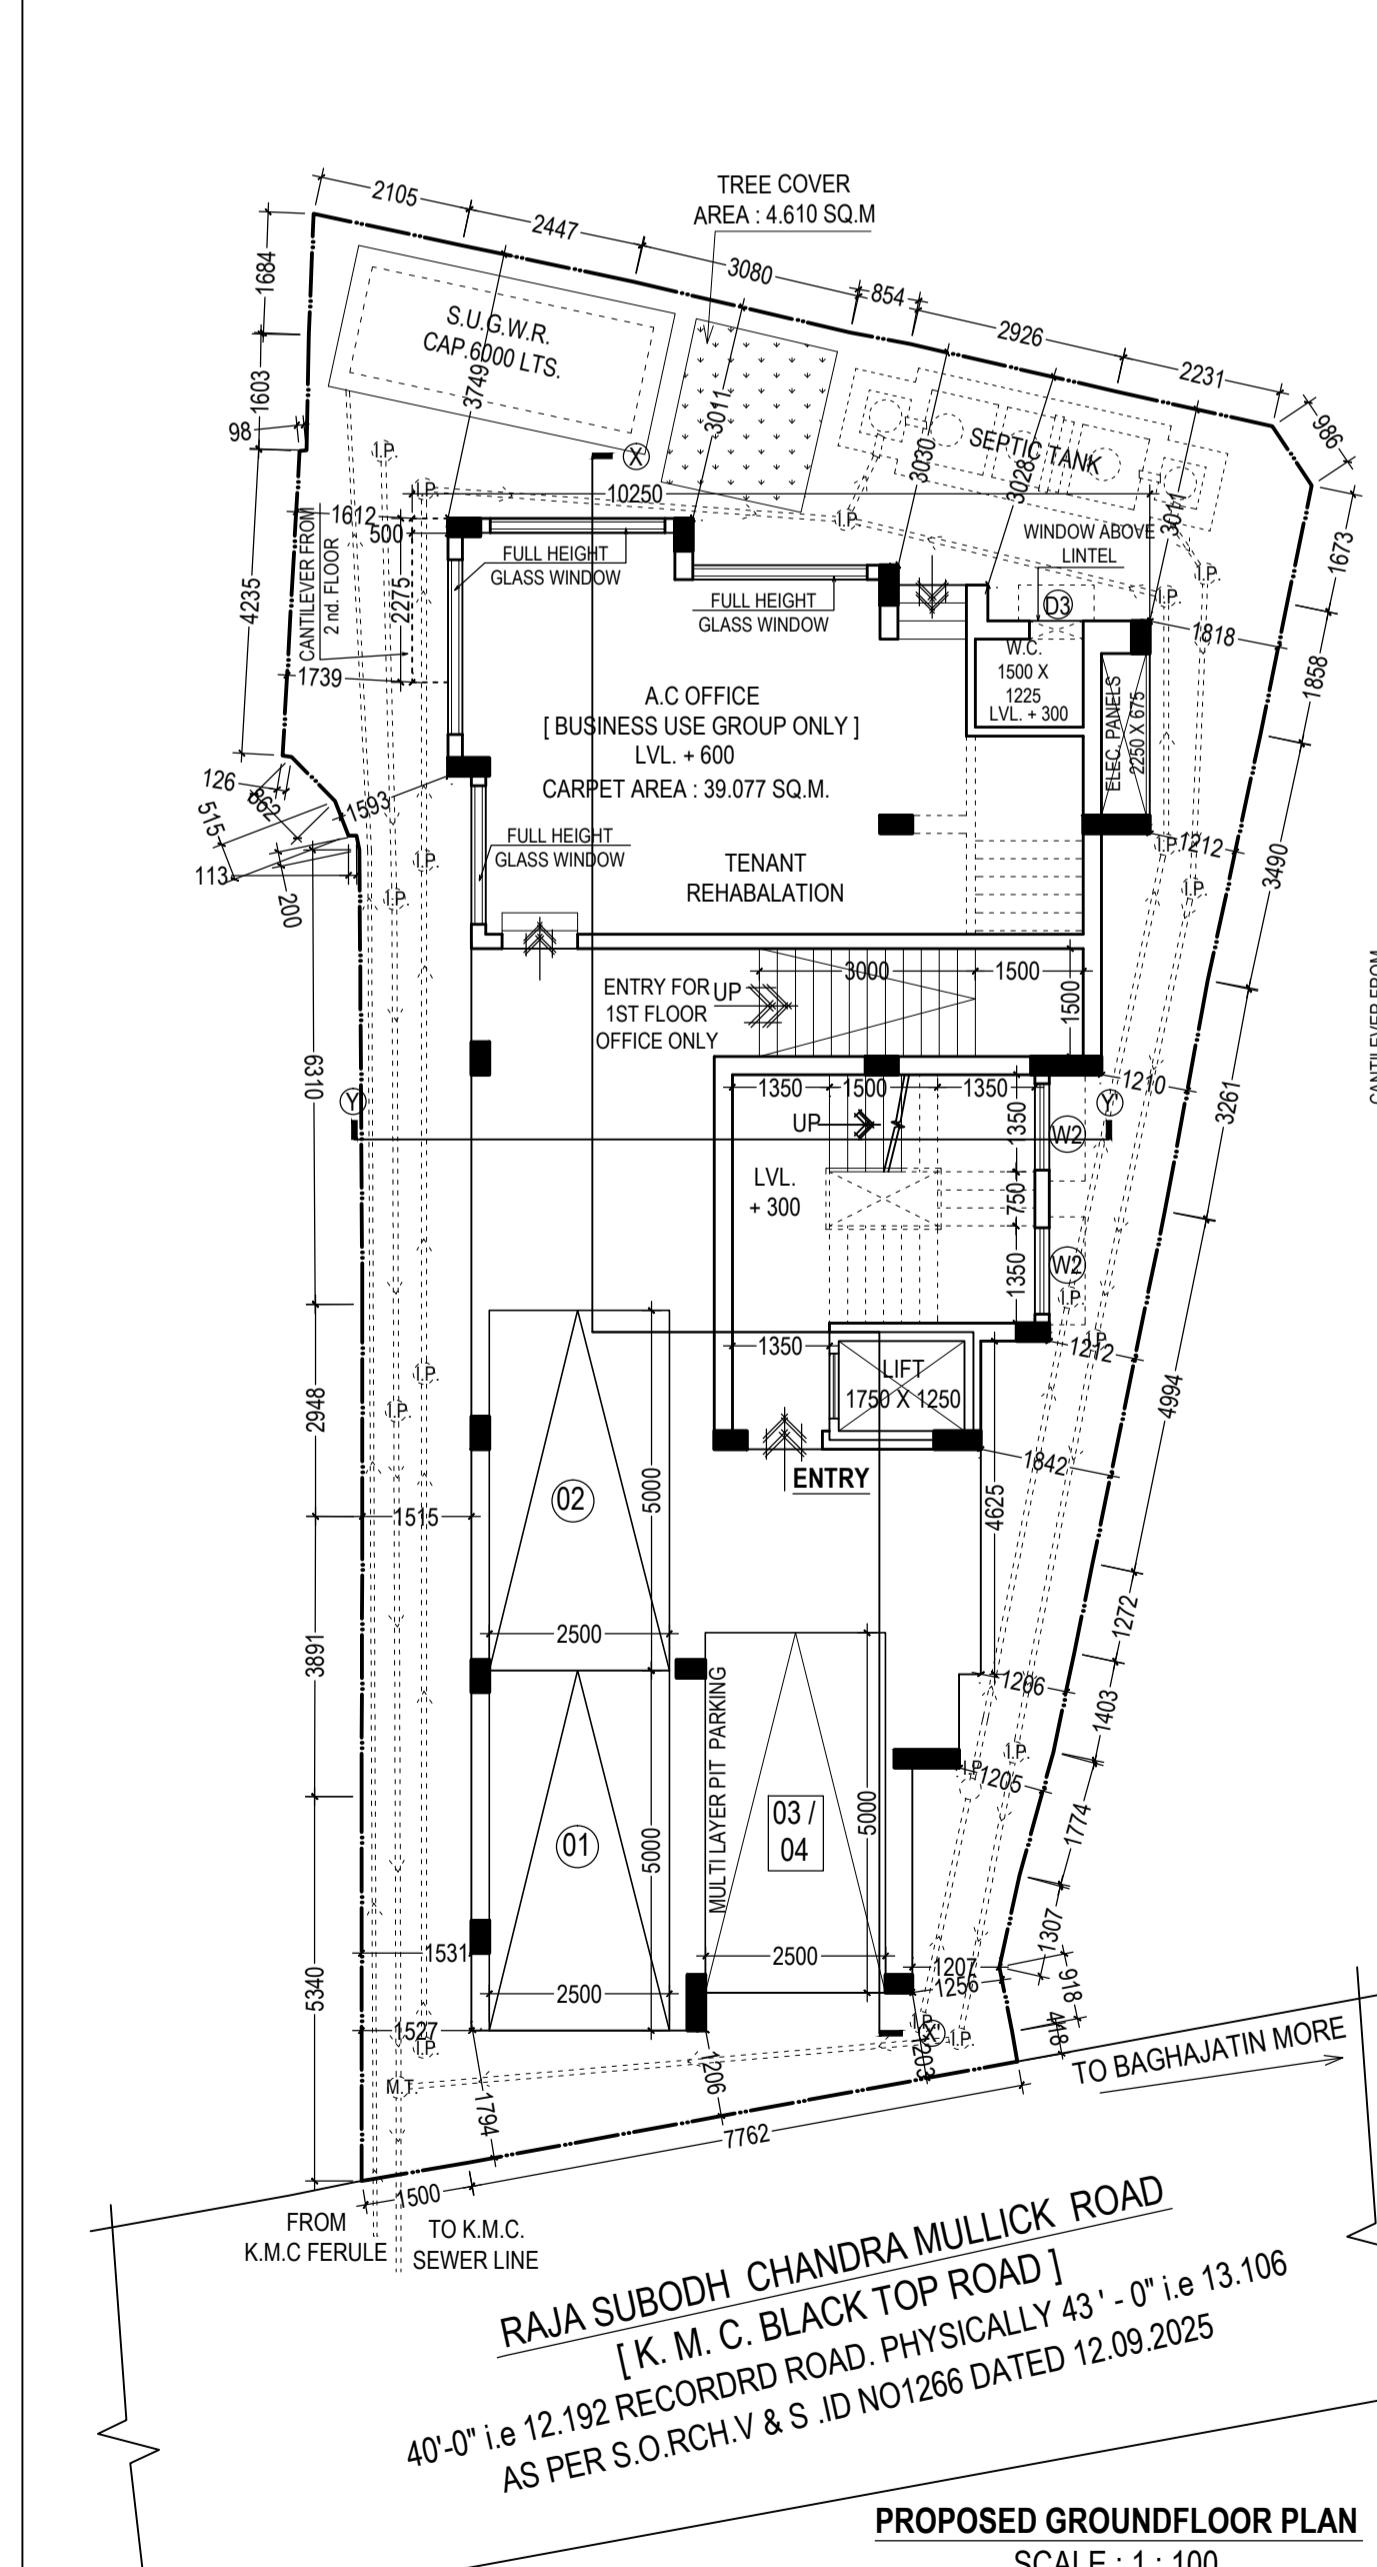 2105
2447
3080
854
2926
2231
986
1684
1603
98
4235
1673
1858
3490
3261
4994
1272
1403
1774
1307
918
418
TREE COVER
AREA : 4.610 SQ.M
S.U.G.W.R.
CAP.6000 LTS.
3749
3011
3030
3028
3011
SEPTIC TANK
X
10250
I.P.
I.P.
I.P.
I.P.
I.P.
1612
500
2275
1739
CANTILEVER FROM
2 nd. FLOOR
FULL HEIGHT
GLASS WINDOW
FULL HEIGHT
GLASS WINDOW
WINDOW ABOVE
LINTEL
D3
1818
W.C.
1500 X
1225
LVL. + 300
ELEC. PANELS
2250 X 675
A.C OFFICE
[ BUSINESS USE GROUP ONLY ]
LVL. + 600
CARPET AREA : 39.077 SQ.M.
126
862
515
1593
113
200
FULL HEIGHT
GLASS WINDOW
TENANT
REHABALATION
I.P.
I.P.
I.P.
1212
I.P.
ENTRY FOR
1ST FLOOR
OFFICE ONLY
UP
3000
1500
1500
CANTILEVER FROM
6310
Y
Y'
1210
1350
1500
1350
UP
1350
750
1350
W2
W2
LVL.
+ 300
I.P.
I.P.
1212
1350
LIFT
1750 X 1250
I.P.
I.P.
ENTRY
1842
4625
2948
1515
02
5000
2500
3891
MULTI LAYER PIT PARKING
1206
I.P.
I.P.
1205
01
5000
03 /
04
5000
2500
2500
1531
5340
1527
I.P.
M.T.
1207
1256
I.P.
X'
I.P.
1203
1794
1206
7762
1500
TO BAGHAJATIN MORE
FROM
K.M.C FERULE
TO K.M.C.
SEWER LINE
RAJA SUBODH CHANDRA MULLICK ROAD
[ K. M. C. BLACK TOP ROAD ]
40'-0" i.e 12.192 RECORDRD ROAD. PHYSICALLY 43 ' - 0" i.e 13.106
AS PER S.O.RCH.V & S .ID NO1266 DATED 12.09.2025
PROPOSED GROUNDFLOOR PLAN
SCALE : 1 : 100